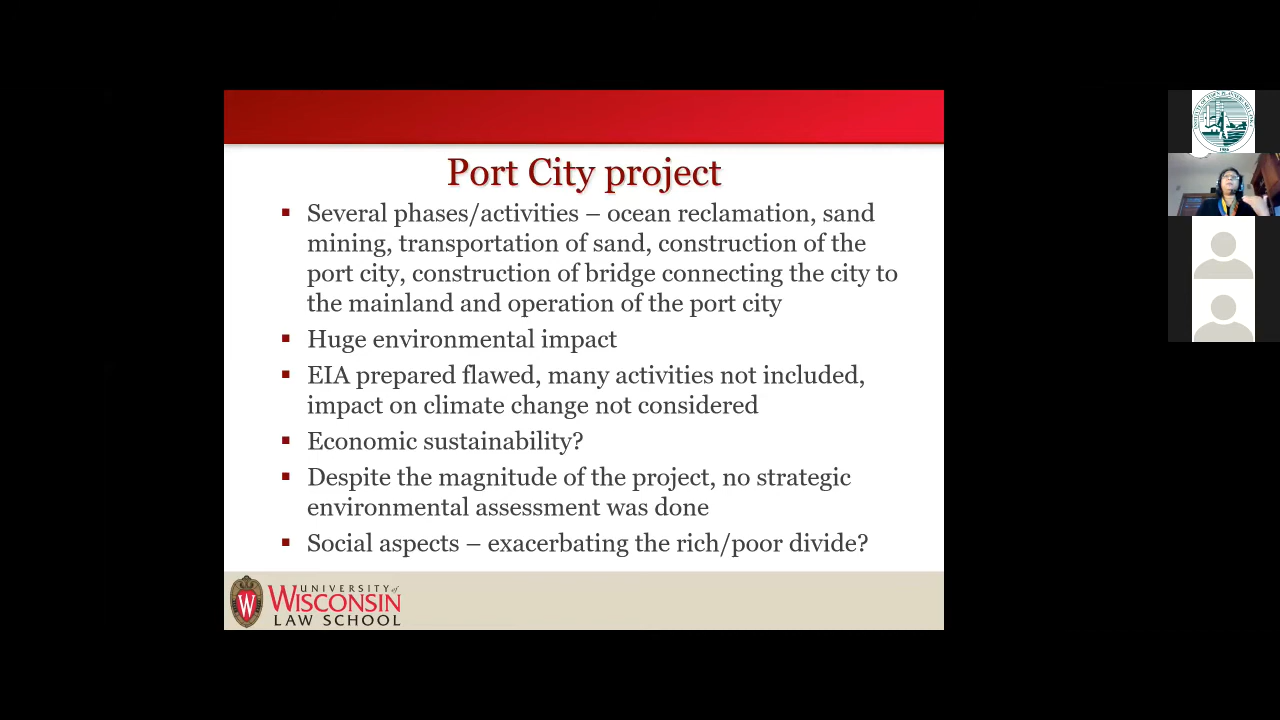 Port City project
▪ Several phases/activities – ocean reclamation, sand
mining, transportation of sand, construction of the
port city, construction of bridge connecting the city to
the mainland and operation of the port city
▪ Huge environmental impact
▪ EIA prepared flawed, many activities not included,
impact on climate change not considered
▪ Economic sustainability?
▪ Despite the magnitude of the project, no strategic
environmental assessment was done
▪ Social aspects – exacerbating the rich/poor divide?
W
UNIVERSITY of
WISCONSIN
LAW SCHOOL